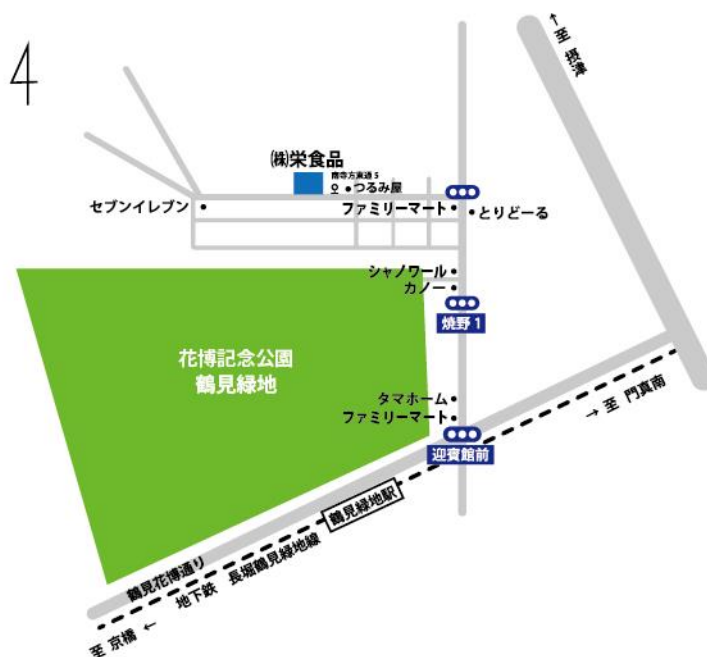 4
↑至 摂津
㈱栄食品
南寺方東通5
つるみ屋
セブンイレブン
ファミリーマート
とりどーる
シャノワール
カノー
焼野1
花博記念公園
鶴見緑地
タマホーム
ファミリーマート
→至 門真南
迎賓館前
鶴見緑地駅
鶴見花博通り
地下鉄 長堀鶴見緑地線
至 京橋 ←